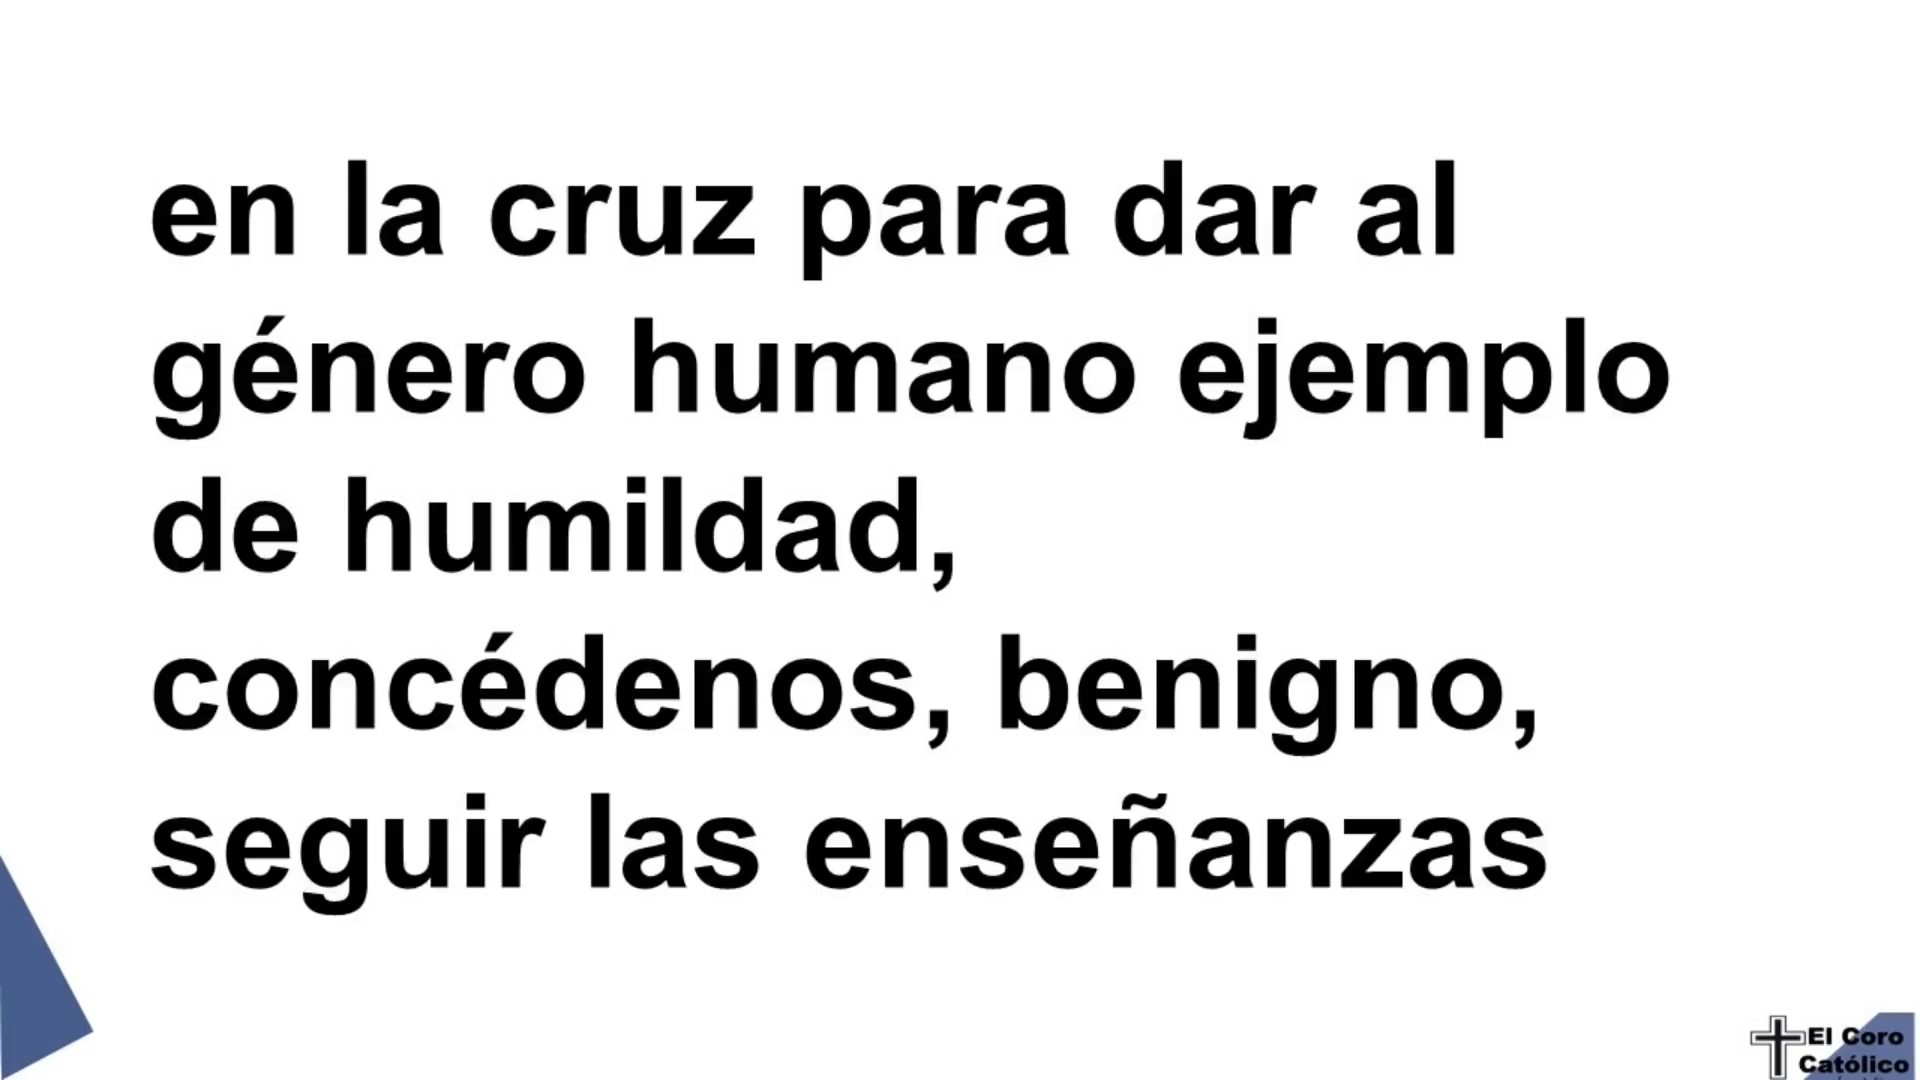 en la cruz para dar al
género humano ejemplo
de humildad,
concédenos, benigno,
seguir las enseñanzas
El Coro
Católico